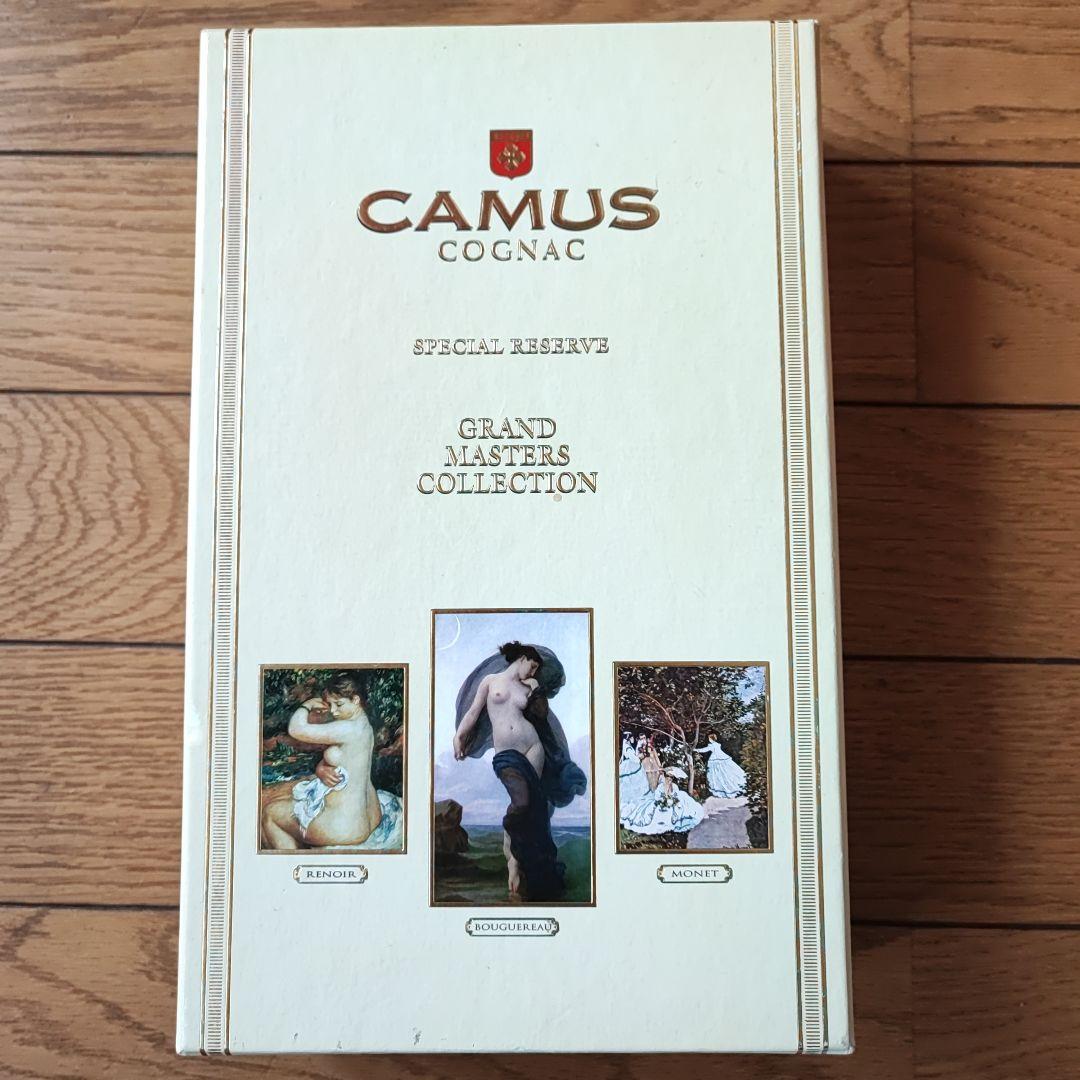 CAMUS
COGNAC
SPECIAL RESERVE
GRAND
MASTERS
COLLECTION
RENOIR
BOUGUEREAU
MONET